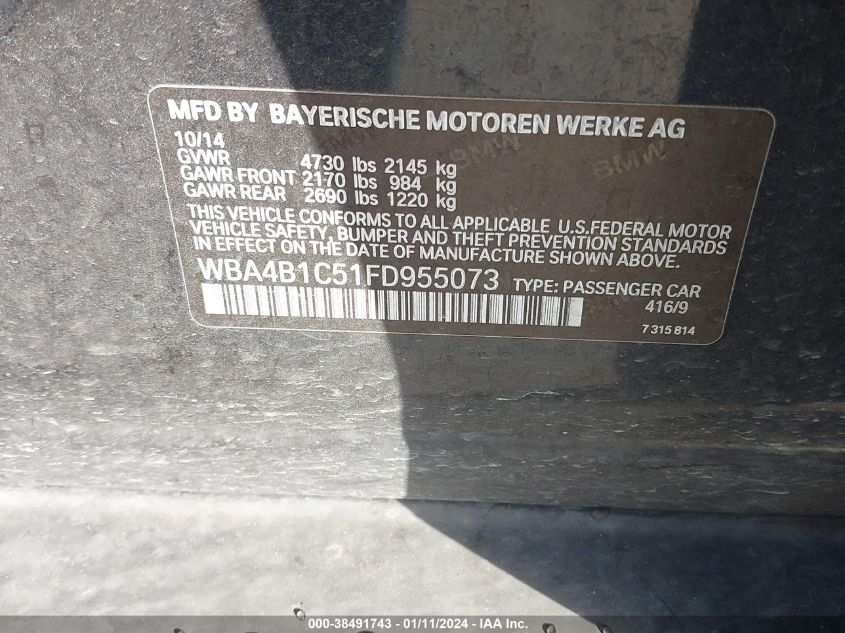 MFD BY BAYERISCHE MOTOREN WERKE AG
10/14
GVWR 4730 lbs 2145 kg
GAWR FRONT 2170 lbs 984 kg
GAWR REAR 2690 lbs 1220 kg
THIS VEHICLE CONFORMS TO ALL APPLICABLE U.S.FEDERAL MOTOR
VEHICLE SAFETY, BUMPER AND THEFT PREVENTION STANDARDS
IN EFFECT ON THE DATE OF MANUFACTURE SHOWN ABOVE.
WBA4B1C51FD955073 TYPE: PASSENGER CAR
416/9
7 315 814
BMW
BMW
000-38491743 - 01/11/2024 - IAA Inc.